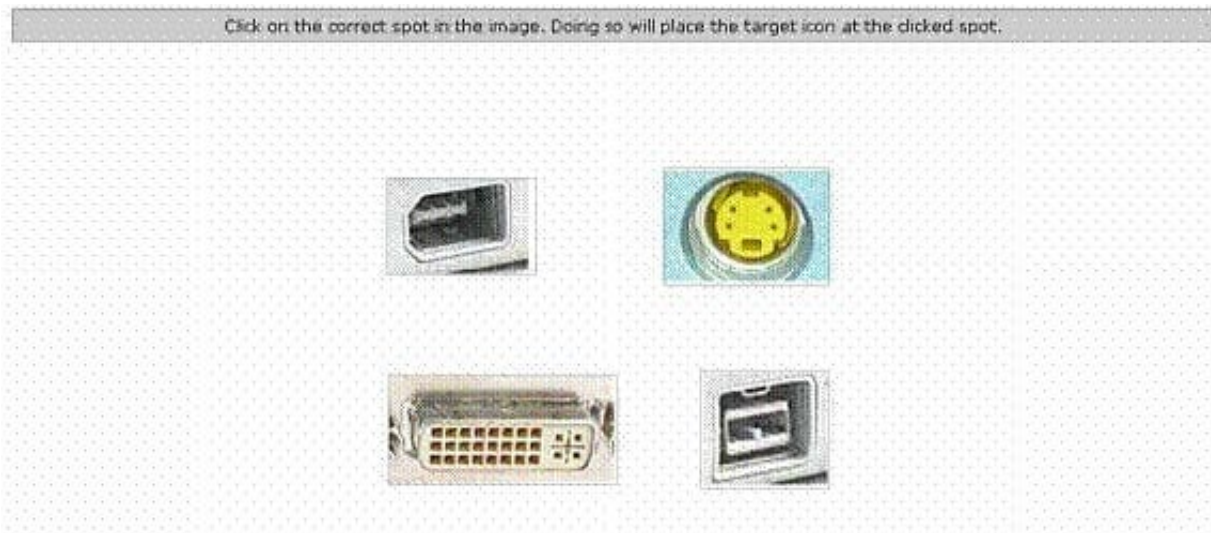 Click on the correct spot in the image. Doing so will place the target icon at the clicked spot.